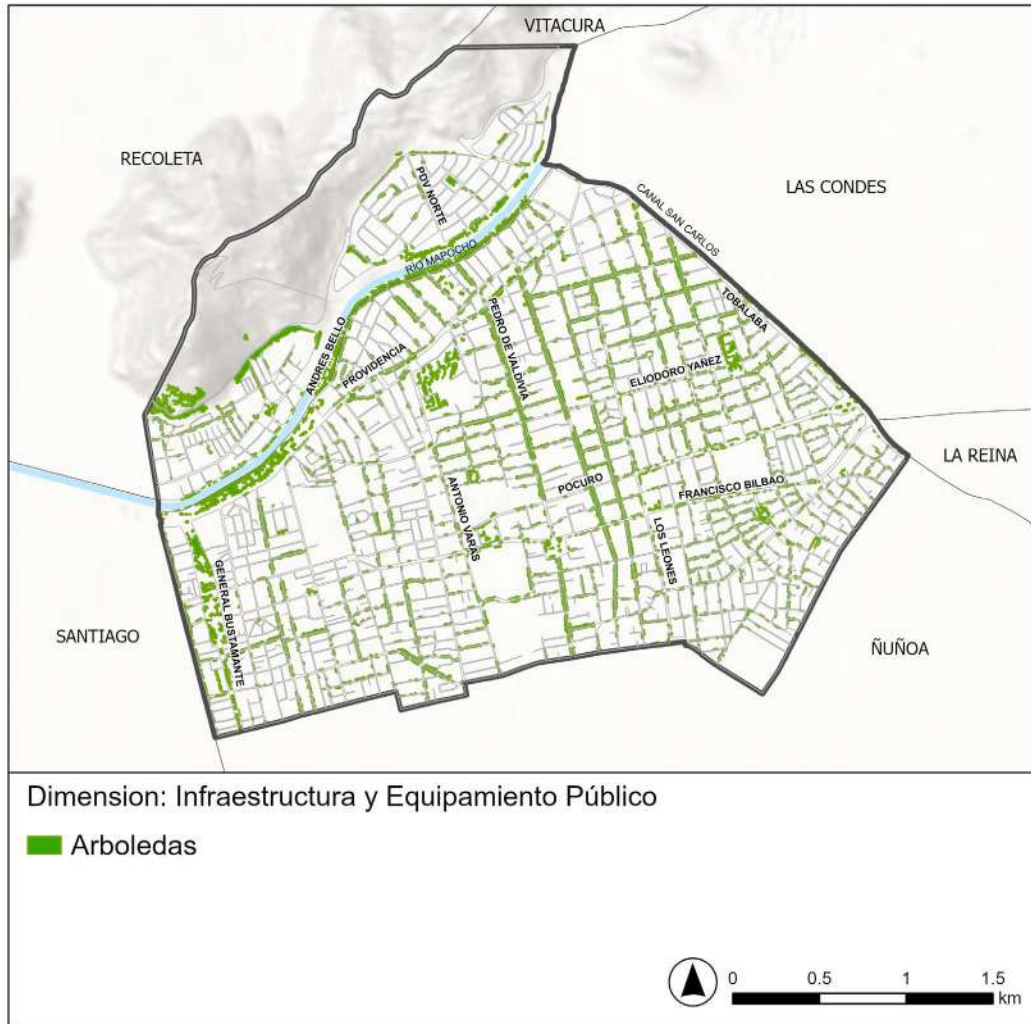 VITACURA
RECOLETA
LAS CONDES
PDV NORTE
CANAL SAN CARLOS
RÍO MAPOCHO
TOBALABA
PEDRO DE VALDIVIA
ANDRES BELLO
PROVIDENCIA
ELIODORO YAÑEZ
LA REINA
POCURO
FRANCISCO BILBAO
ANTONIO VARAS
LOS LEONES
GENERAL BUSTAMANTE
SANTIAGO
ÑUÑOA
Dimension: Infraestructura y Equipamiento Público
Arboledas
0 0.5 1 1.5
km